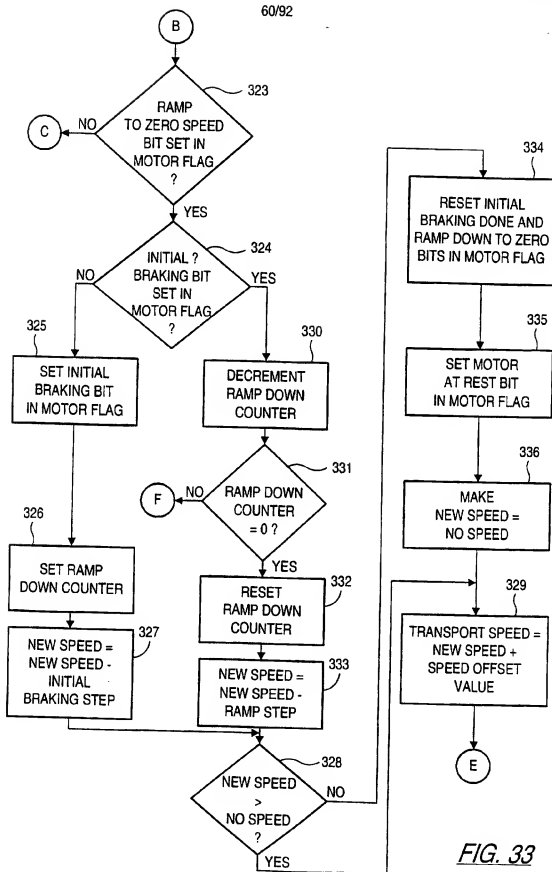 60/92
B
323
RAMP
TO ZERO SPEED
BIT SET IN
MOTOR FLAG
?
NO
C
YES
324
INITIAL ?
BRAKING BIT
SET IN
MOTOR FLAG
?
NO
YES
325
SET INITIAL
BRAKING BIT
IN MOTOR FLAG
326
SET RAMP
DOWN COUNTER
327
NEW SPEED =
NEW SPEED -
INITIAL
BRAKING STEP
330
DECREMENT
RAMP DOWN
COUNTER
331
RAMP DOWN
COUNTER
= 0 ?
NO
F
YES
332
RESET
RAMP DOWN
COUNTER
333
NEW SPEED =
NEW SPEED -
RAMP STEP
328
NEW SPEED
>
NO SPEED
?
NO
YES
334
RESET INITIAL
BRAKING DONE AND
RAMP DOWN TO ZERO
BITS IN MOTOR FLAG
335
SET MOTOR
AT REST BIT
IN MOTOR FLAG
336
MAKE
NEW SPEED =
NO SPEED
329
TRANSPORT SPEED =
NEW SPEED +
SPEED OFFSET
VALUE
E
FIG. 33